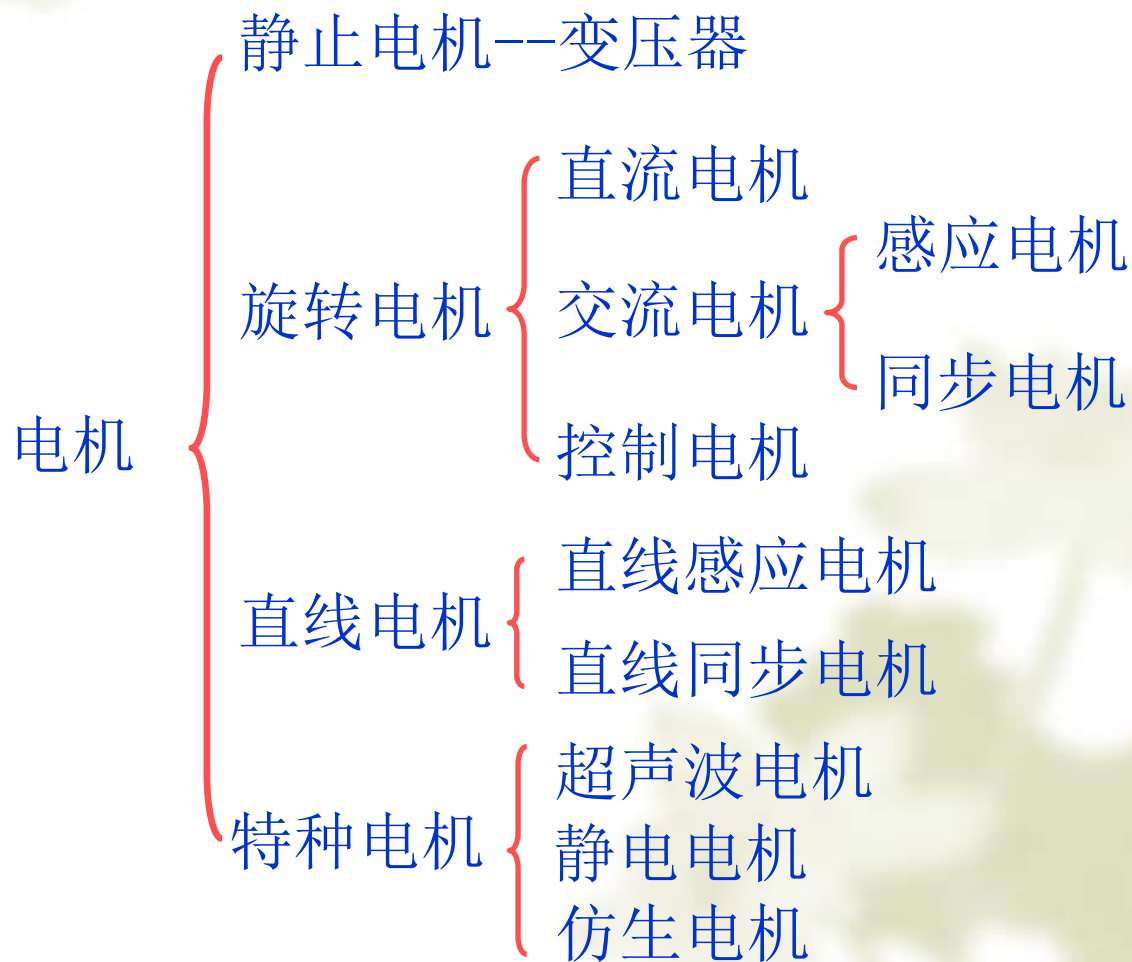 静止电机--变压器
直流电机
感应电机
旋转电机
交流电机
同步电机
电机
控制电机
直线感应电机
直线电机
直线同步电机
超声波电机
特种电机
静电电机
仿生电机